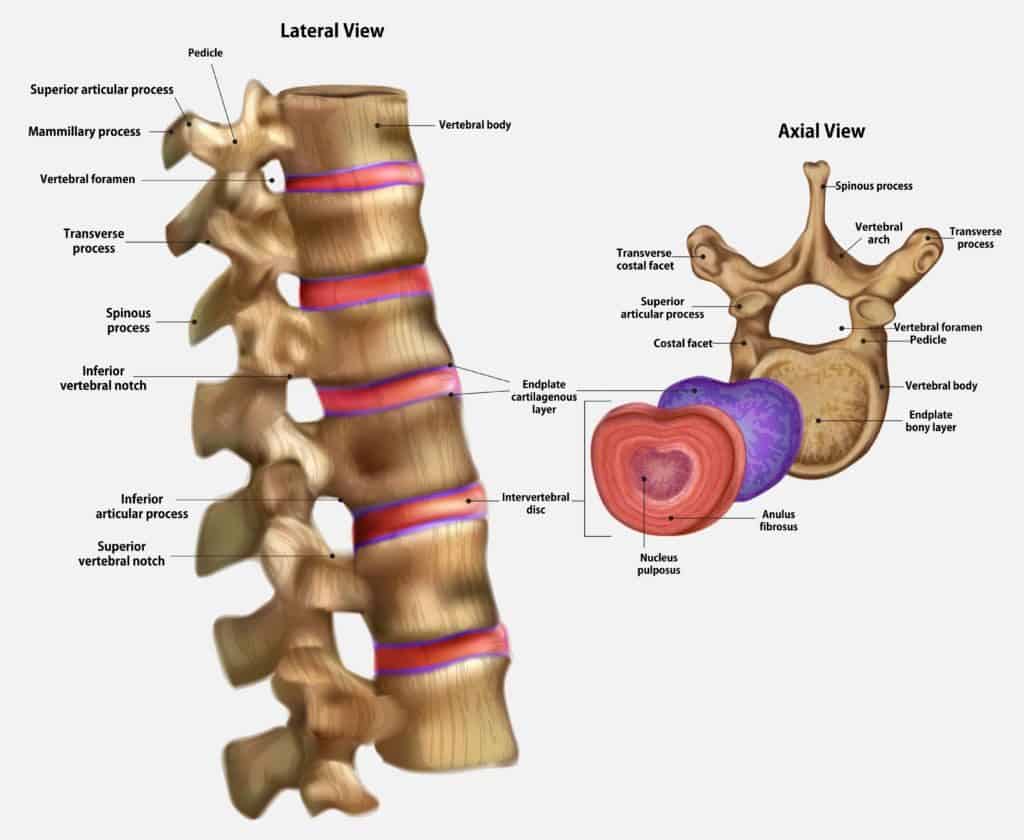 Lateral View
Pedicle
Superior articular process
Mammillary process
Vertebral foramen
Transverse
process
Spinous
process
Inferior
vertebral notch
Inferior
articular process
Superior
vertebral notch
Vertebral body
Endplate
cartilagenous
layer
Intervertebral
disc
Axial View
Spinous process
Vertebral
arch
Transverse
process
Transverse
costal facet
Superior
articular process
Costal facet
Vertebral foramen
Pedicle
Vertebral body
Endplate
bony layer
Anulus
fibrosus
Nucleus
pulposus